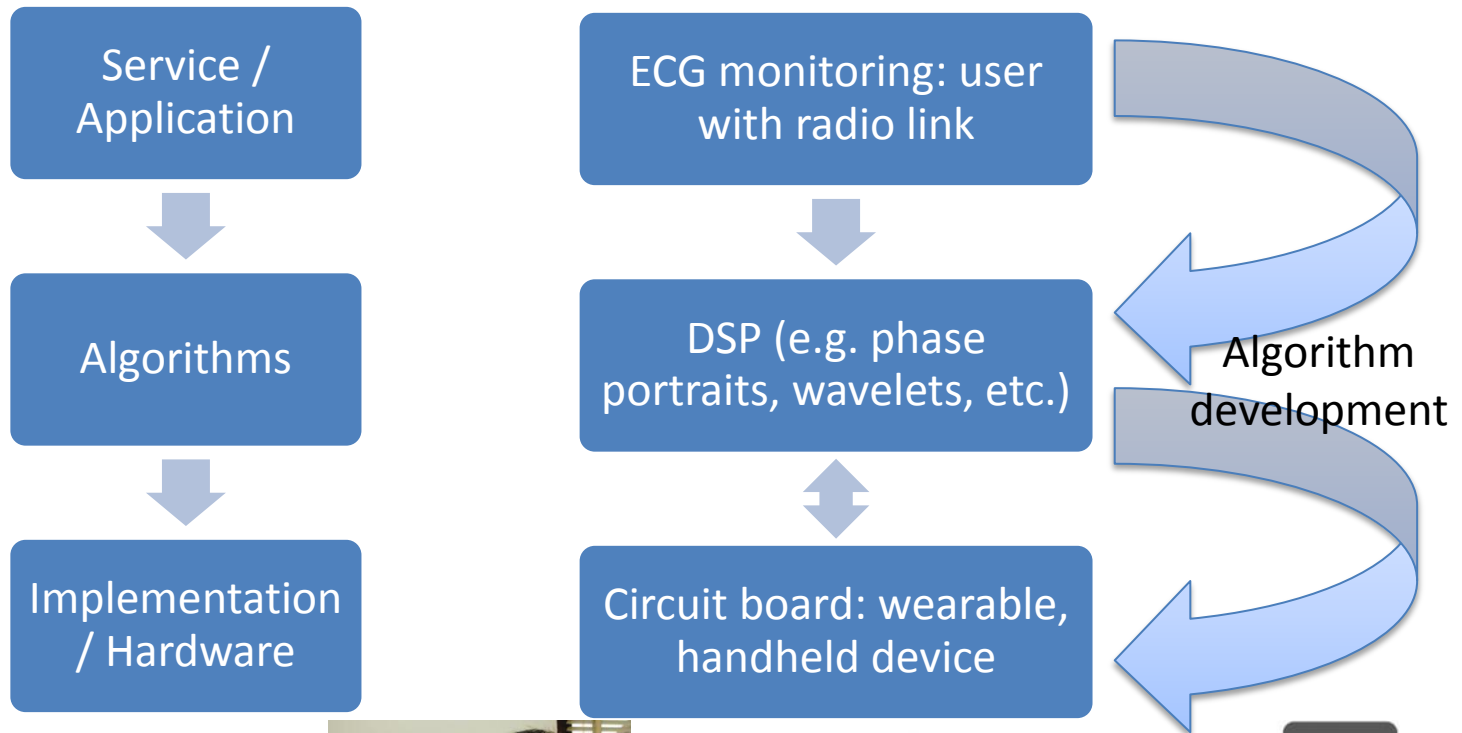 Service /
Application
Algorithms
Implementation
/ Hardware
ECG monitoring: user
with radio link
DSP (e.g. phase
portraits, wavelets, etc.)
Circuit board: wearable,
handheld device
Algorithm
development